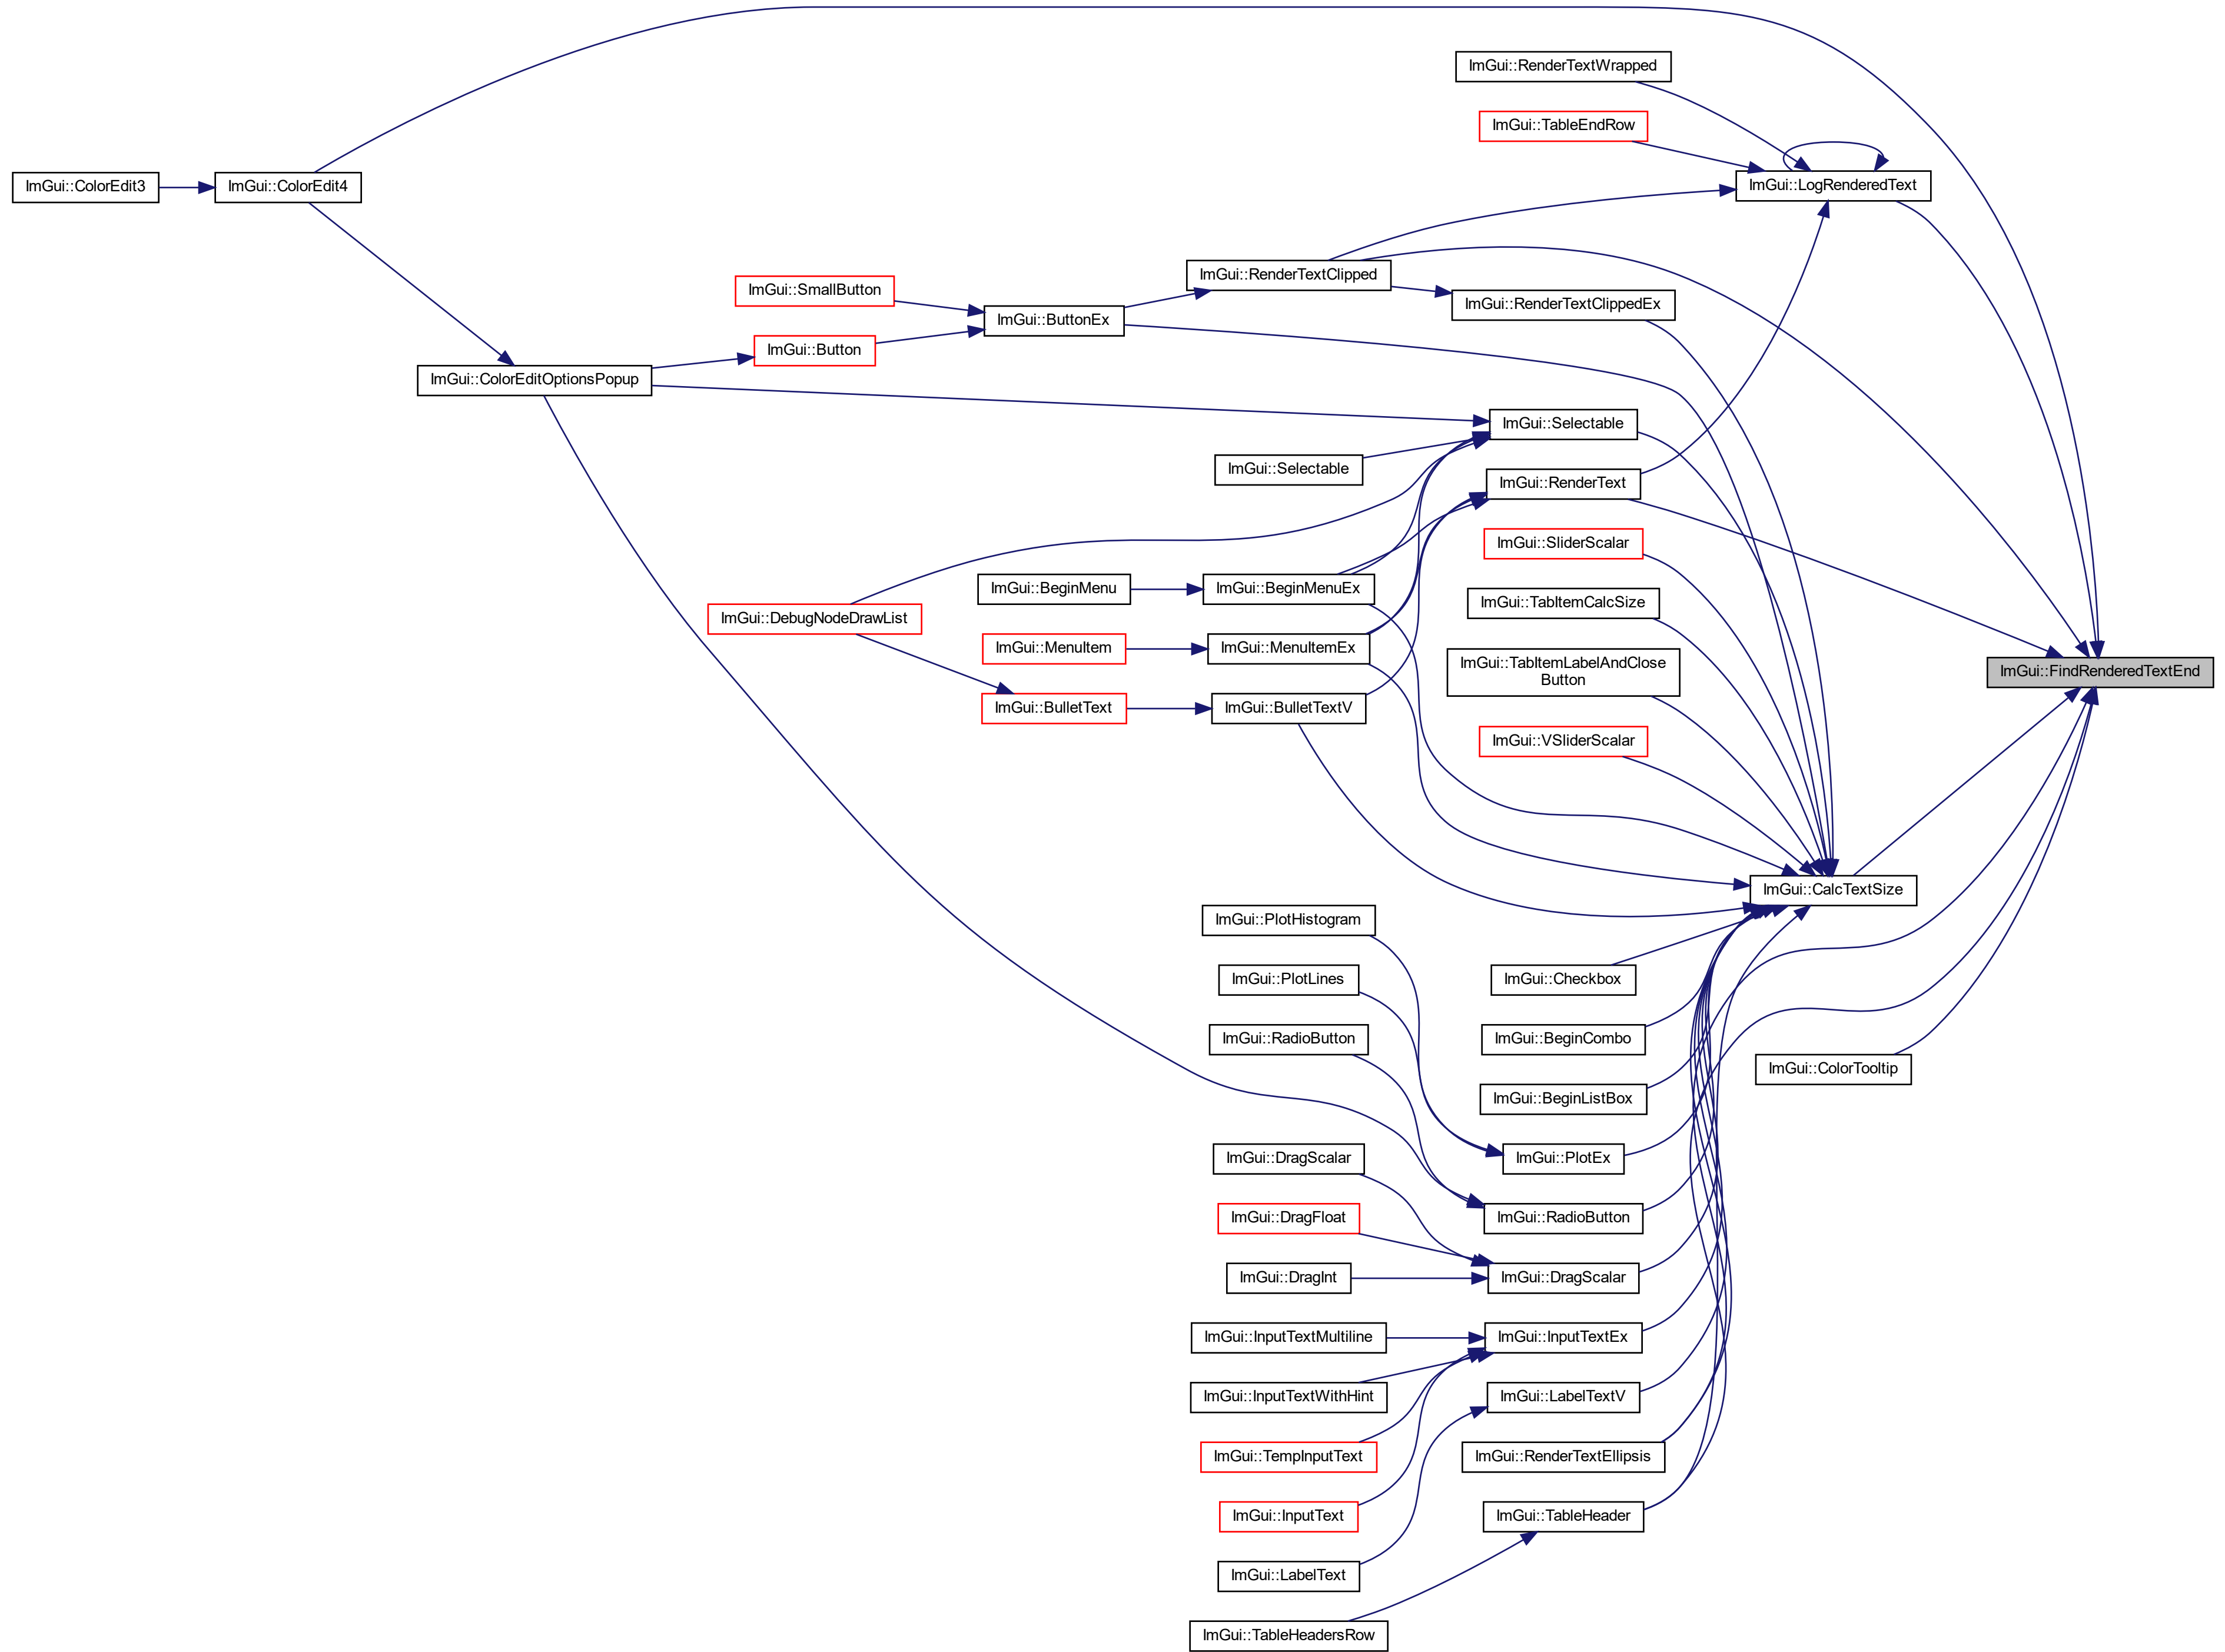 ImGui::RenderTextWrapped
ImGui::TableEndRow
ImGui::ColorEdit3
ImGui::ColorEdit4
ImGui::LogRenderedText
ImGui::RenderTextClipped
ImGui::SmallButton
ImGui::RenderTextClippedEx
ImGui::ButtonEx
ImGui::Button
ImGui::ColorEditOptionsPopup
ImGui::Selectable
ImGui::Selectable
ImGui::RenderText
ImGui::SliderScalar
ImGui::BeginMenu
ImGui::BeginMenuEx
ImGui::TabItemCalcSize
ImGui::DebugNodeDrawList
ImGui::MenuItem
ImGui::MenuItemEx
ImGui::TabItemLabelAndClose
Button
ImGui::FindRenderedTextEnd
ImGui::BulletText
ImGui::BulletTextV
ImGui::VSliderScalar
ImGui::CalcTextSize
ImGui::PlotHistogram
ImGui::PlotLines
ImGui::Checkbox
ImGui::RadioButton
ImGui::BeginCombo
ImGui::ColorTooltip
ImGui::BeginListBox
ImGui::DragScalar
ImGui::PlotEx
ImGui::DragFloat
ImGui::RadioButton
ImGui::DragInt
ImGui::DragScalar
ImGui::InputTextMultiline
ImGui::InputTextEx
ImGui::InputTextWithHint
ImGui::LabelTextV
ImGui::TempInputText
ImGui::RenderTextEllipsis
ImGui::InputText
ImGui::TableHeader
ImGui::LabelText
ImGui::TableHeadersRow